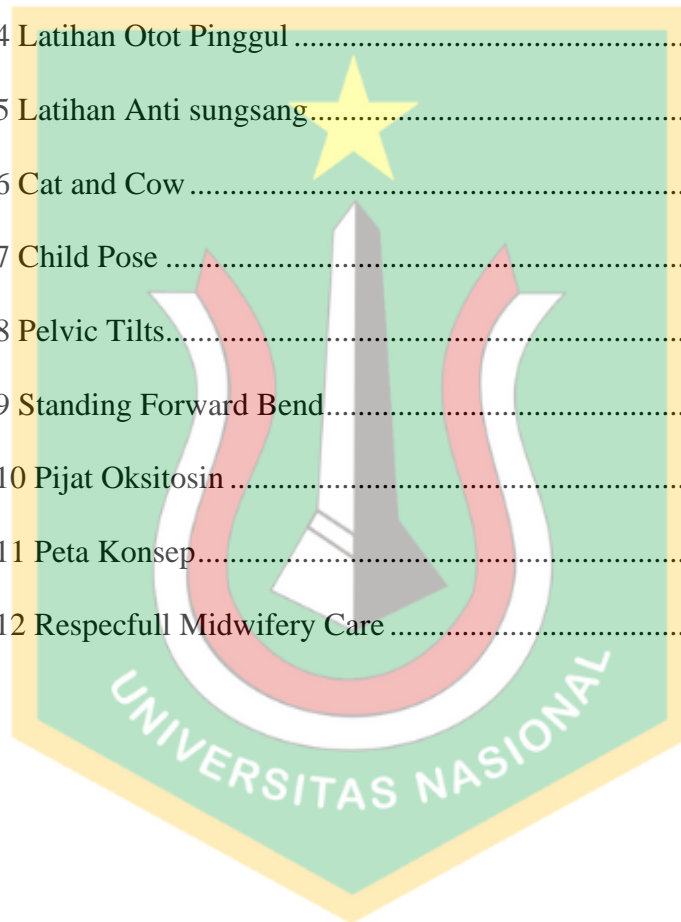 4 Latihan Otot Pinggul ................................................
5 Latihan Anti sungsang ................................................
6 Cat and Cow ................................................
7 Child Pose ................................................
8 Pelvic Tilts ................................................
9 Standing Forward Bend ................................................
10 Pijat Oksitosin ................................................
11 Peta Konsep ................................................
12 Respecfull Midwifery Care ................................................
UNIVERSITAS NASIONAL